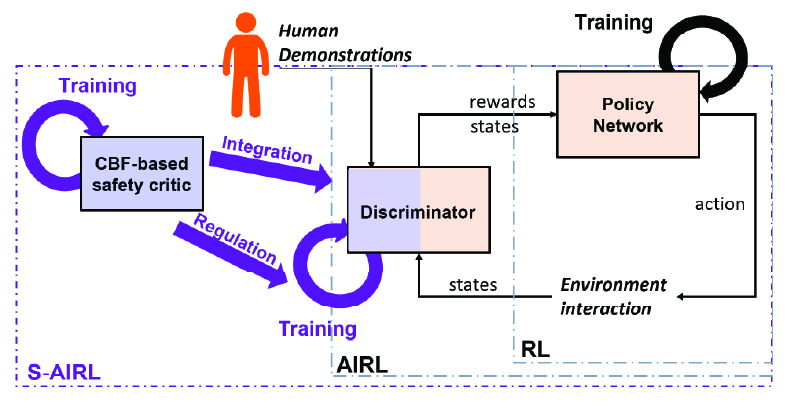 Human
Demonstrations
Training
Training
CBF-based
safety critic
Integration
Regulation
Training
Discriminator
rewards
states
Policy
Network
action
states
Environment
interaction
S-AIRL
AIRL
RL